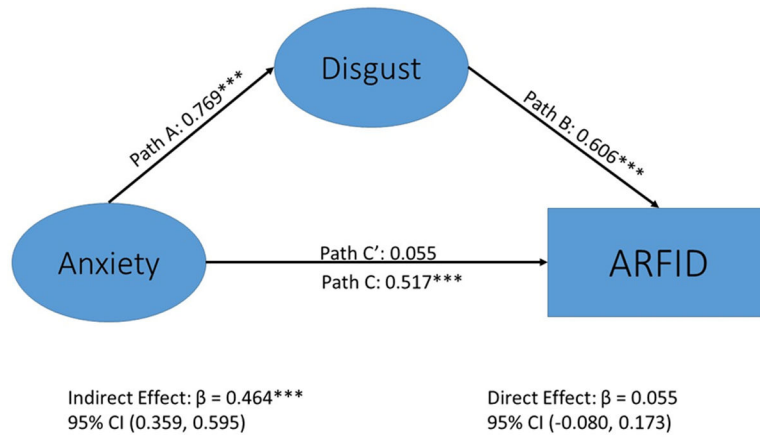 Disgust
Path A: 0.769***
Path B: 0.606***
Anxiety
Path C’: 0.055
Path C: 0.517***
ARFID
Indirect Effect: β = 0.464***
95% CI (0.359, 0.595)
Direct Effect: β = 0.055
95% CI (-0.080, 0.173)